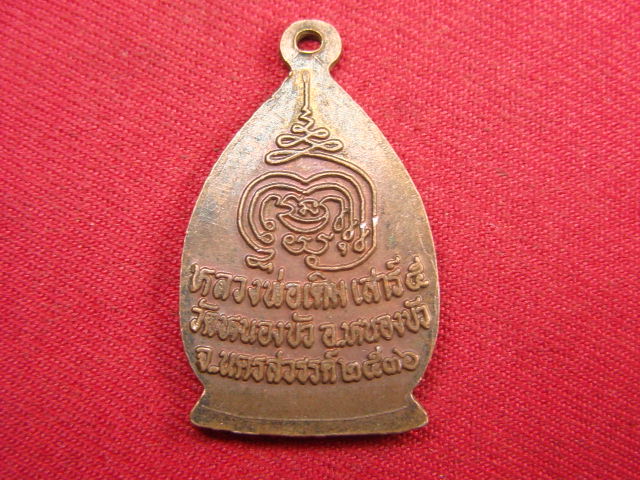 หลวงพ่อเดิม เสาร์ ๕
วัดหนองบัว อ.หนองบัว
จ.นครสวรรค์ ๒๕๓๖